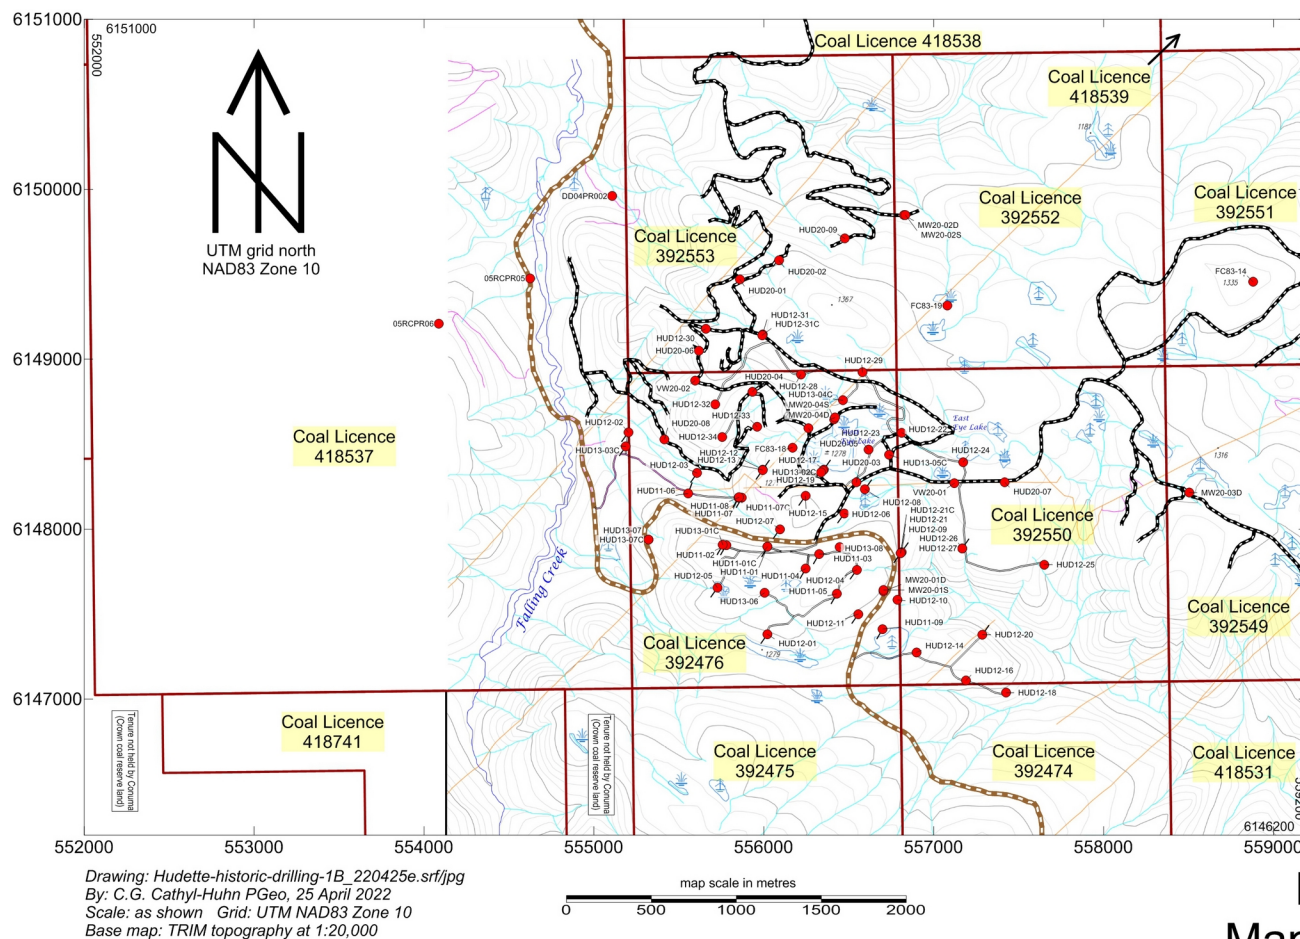 6151000
6150000
6149000
6148000
6147000
6151000
552000
UTM grid north
NAD83 Zone 10
Coal Licence 418538
Coal Licence
418539
1181
Coal Licence
392551
Coal Licence
392552
Coal Licence
392553
DD04PR002
HUD20-09
MW20-02D
MW20-02S
HUD20-02
HUD20-01
05RCPR05
05RCPR06
1367
FC83-19
FC83-14
1335
HUD12-31
HUD12-31C
HUD12-30
HUD20-06
HUD12-29
VW20-02
HUD20-04
HUD12-28
HUD13-04C
MW20-04S
MW20-04D
HUD12-32
HUD12-33
HUD20-08
HUD12-34
HUD12-02
HUD13-03C
HUD12-12
HUD12-13
HUD12-03
FC83-18
HUD12-17
HUD13-02C
HUD12-19
HUD12-23
HUD20-05
1278
HUD20-03
HUD12-22
East
Eye Lake
HUD12-24
HUD13-05C
VW20-01
HUD20-07
1316
MW20-03D
Coal Licence
418537
HUD11-06
HUD11-08
HUD11-07
HUD11-07C
HUD12-15
HUD12-06
HUD12-08
HUD12-07
HUD13-01C
HUD13-07
HUD13-07C
HUD12-21C
HUD12-21
HUD12-09
HUD12-26
HUD12-27
Coal Licence
392550
HUD12-25
HUD11-02
HUD11-01C
HUD11-01
HUD13-08
HUD11-03
HUD11-04
HUD12-04
HUD11-05
HUD12-05
HUD13-06
MW20-01D
MW20-01S
HUD12-10
HUD12-11
HUD11-09
HUD12-01
1279
HUD12-14
HUD12-20
HUD12-16
HUD12-18
Falling Creek
Coal Licence
392549
Coal Licence
392476
Tenure not held by Conuma
(Crown coal reserve land)
Coal Licence
418741
Tenure not held by Conuma
(Crown coal reserve land)
Coal Licence
392475
Coal Licence
392474
Coal Licence
418531
6146200
552000
553000
554000
555000
556000
557000
558000
559000
Drawing: Hudette-historic-drilling-1B_220425e.srf/jpg
By: C.G. Cathyl-Huhn PGeo, 25 April 2022
Scale: as shown Grid: UTM NAD83 Zone 10
Base map: TRIM topography at 1:20,000
map scale in metres
0
500
1000
1500
2000